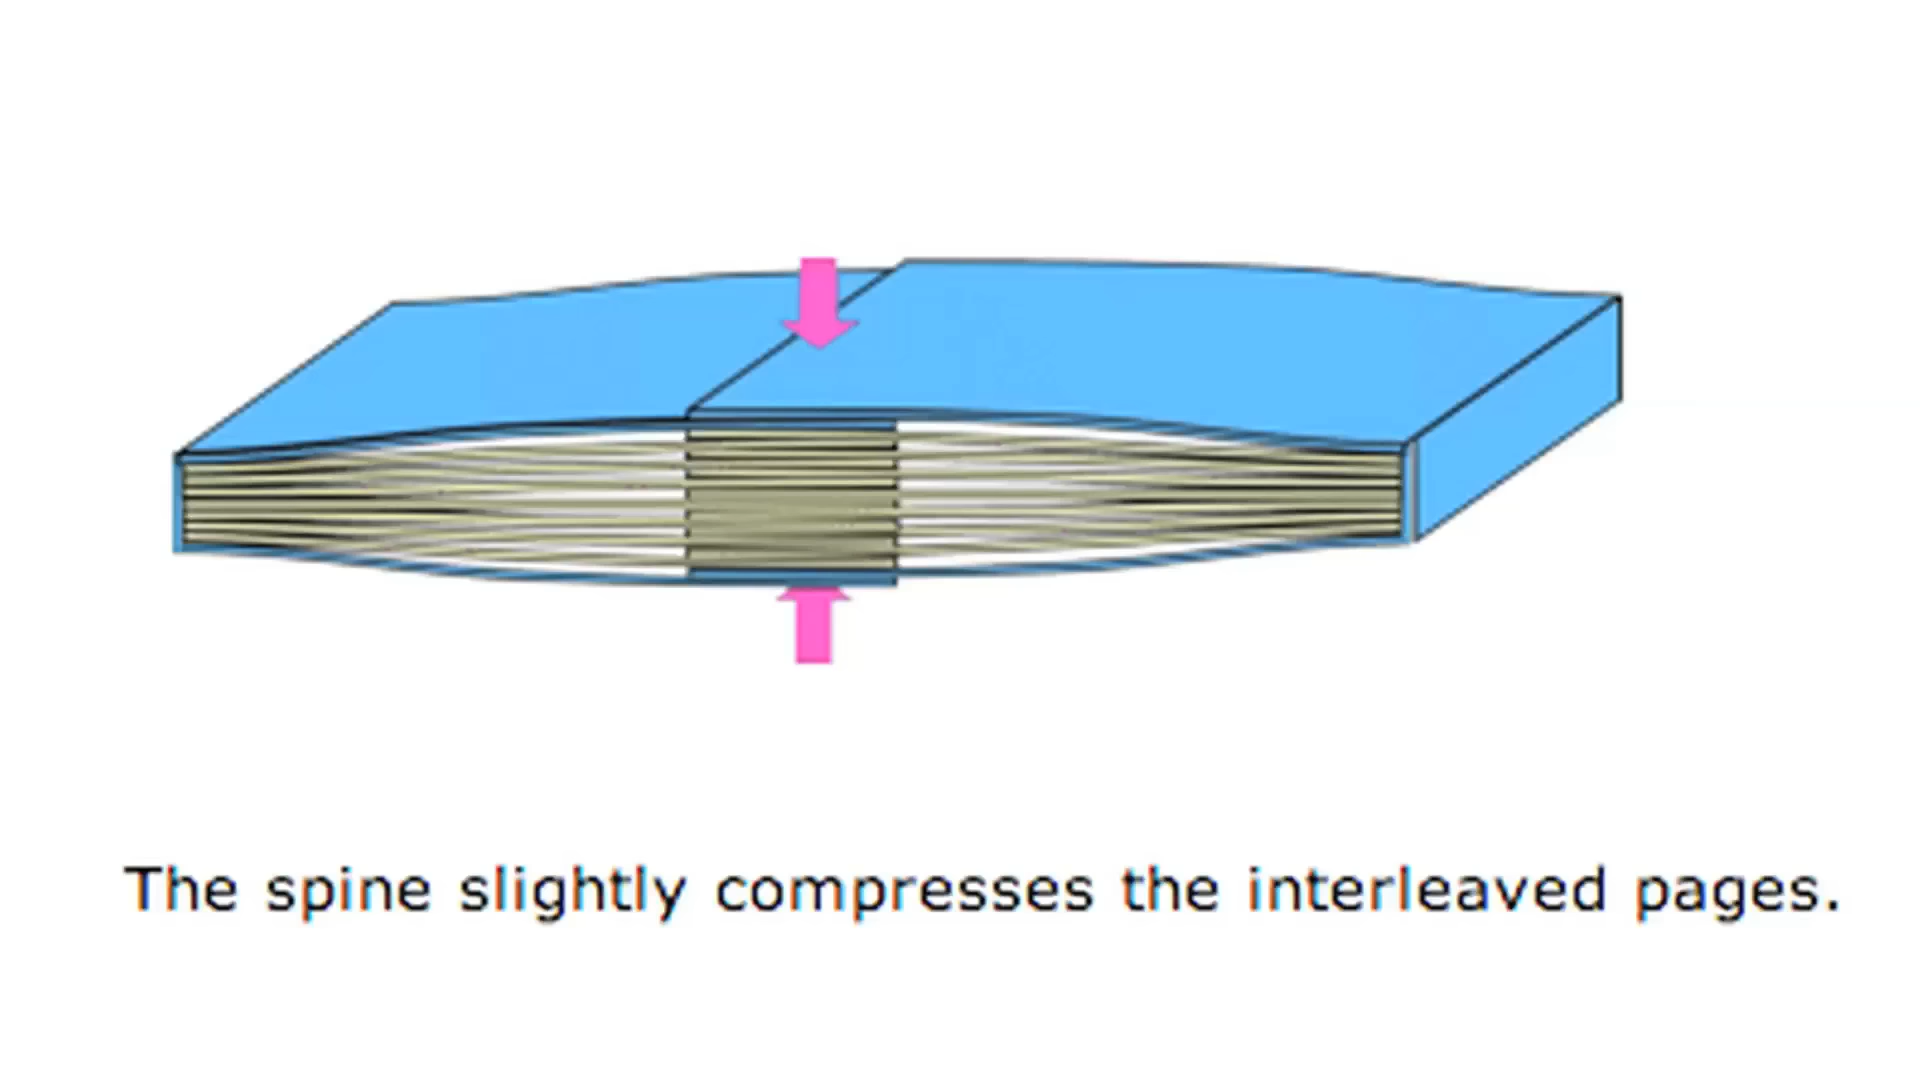 The spine slightly compresses the interleaved pages.